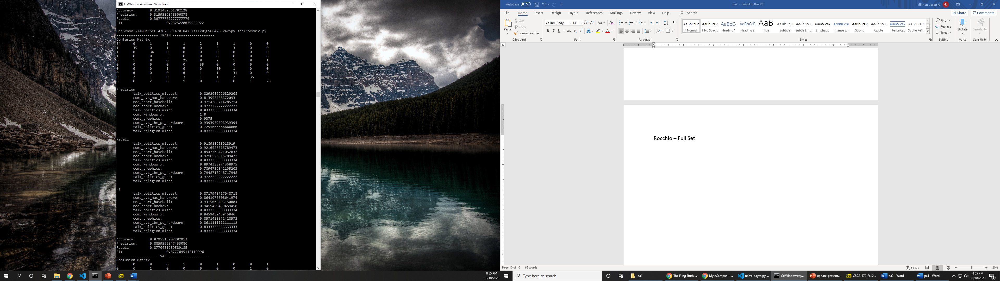 C:\Windows\system32\cmd.exe
Accuracy: 0.3191489361702128
Precision: 0.3159556878306878
Recall: 0.30777777777777776
F1: 0.2525228039933922
D:\School\TAMU\CSCE_470\CSCE470_PA2_fall20\CSCE470_PA2>py src/rocchio.py
-------------------- TRAIN --------------------
Confusion Matrix
34 0 1 1 1 2 1 1 0 0
1 35 0 1 0 0 3 3 0 0
1 0 34 0 0 0 0 0 0 0
1 0 0 35 0 0 0 0 0 0
0 1 0 0 25 0 2 1 0 1
0 0 0 0 0 35 0 0 0 0
0 0 0 1 0 0 30 1 0 0
0 0 0 0 0 1 1 31 0 0
0 2 1 0 3 1 1 2 35 3
0 0 2 0 1 0 0 0 1 20
Precision
talk_politics_mideast: 0.8292682926829268
comp_sys_mac_hardware: 0.813953488372093
rec_sport_baseball: 0.9714285714285714
rec_sport_hockey: 0.9722222222222222
talk_politics_misc: 0.8333333333333334
comp_windows_x: 1.0
comp_graphics: 0.9375
comp_sys_ibm_pc_hardware: 0.9393939393939394
talk_politics_guns: 0.7291666666666666
talk_religion_misc: 0.8333333333333334
Recall
talk_politics_mideast: 0.918918918918919
comp_sys_mac_hardware: 0.9210526315789473
rec_sport_baseball: 0.8947368421052632
rec_sport_hockey: 0.9210526315789473
talk_politics_misc: 0.8333333333333334
comp_windows_x: 0.8974358974358975
comp_graphics: 0.7894736842105263
comp_sys_ibm_pc_hardware: 0.7948717948717948
talk_politics_guns: 0.9722222222222222
talk_religion_misc: 0.8333333333333334
F1
talk_politics_mideast: 0.8717948717948718
comp_sys_mac_hardware: 0.8641975308641974
rec_sport_baseball: 0.9315068493150684
rec_sport_hockey: 0.9459459459459458
talk_politics_misc: 0.8333333333333334
comp_windows_x: 0.945945945945946
comp_graphics: 0.8571428571428572
comp_sys_ibm_pc_hardware: 0.8611111111111112
talk_politics_guns: 0.8333333333333333
talk_religion_misc: 0.8333333333333334
Accuracy: 0.8795518207282913
Precision: 0.8859599847433086
Recall: 0.8776431289589185
F1: 0.8777645112119996
-------------------- VAL --------------------
Confusion Matrix
8 0 0 0 1 0 1 0 0 1
0 6 1 0 0 0 0 0 1 0
8:55 PM
10/18/2020
AutoSave Off
pa2 - Saved to this PC
Gilman, Jason A GJ
File Home Insert Design Layout References Mailings Review View Help Search
Share Comments
Paste Cut Copy Format Painter
Calibri (Body) 14
AaBbCcDc AaBbCcDc AaBbCc AaBbCcD AaB AaBbCcD AaBbCcDc AaBbCcDc AaBbCcDc AaBbCcDc AaBbCcDc AaBbCcDc AaBbCcDc
¶ Normal ¶ No Spac... Heading 1 Heading 2 Title Subtitle Subtle Em... Emphasis Intense E... Strong Quote Intense Q... Subtle Ref...
Find Replace Select
Dictate Sensitivity
Clipboard Font Paragraph Styles Editing Voice Sensitivity
Rocchio – Full Set
Page 10 of 10 66 words
Focus 120%
Type here to search
pa1
The F'ing Truth!...
My eCampus – ...
naive-bayes.py ...
C:\Windows\sy...
update_present...
CSCE-470_Fall2...
pa2 - Word
pa1 - Word
8:55 PM
10/18/2020